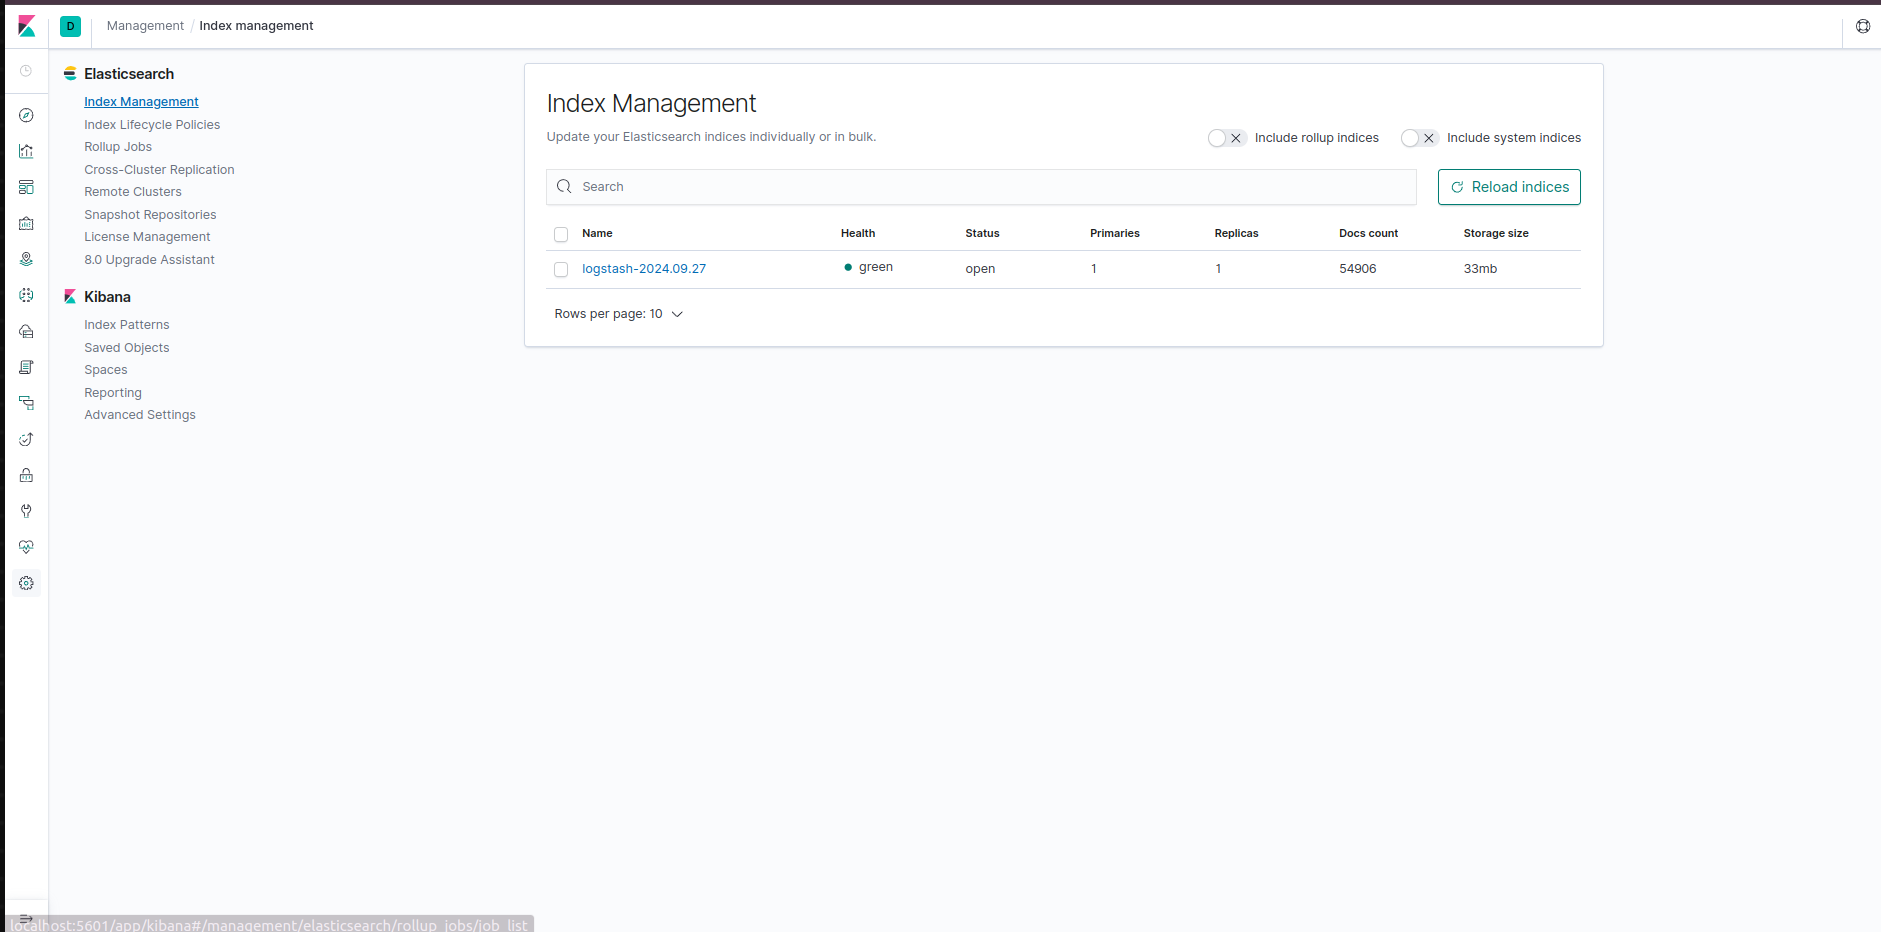 D
Management / Index management
Elasticsearch
Index Management
Index Lifecycle Policies
Rollup Jobs
Cross-Cluster Replication
Remote Clusters
Snapshot Repositories
License Management
8.0 Upgrade Assistant
Kibana
Index Patterns
Saved Objects
Spaces
Reporting
Advanced Settings
Index Management
Update your Elasticsearch indices individually or in bulk.
Include rollup indices Include system indices
Search Reload indices
Name Health Status Primaries Replicas Docs count Storage size
logstash-2024.09.27 green open 1 1 54906 33mb
Rows per page: 10
localhost:5601/app/kibana#/management/elasticsearch/rollup_jobs/job_list